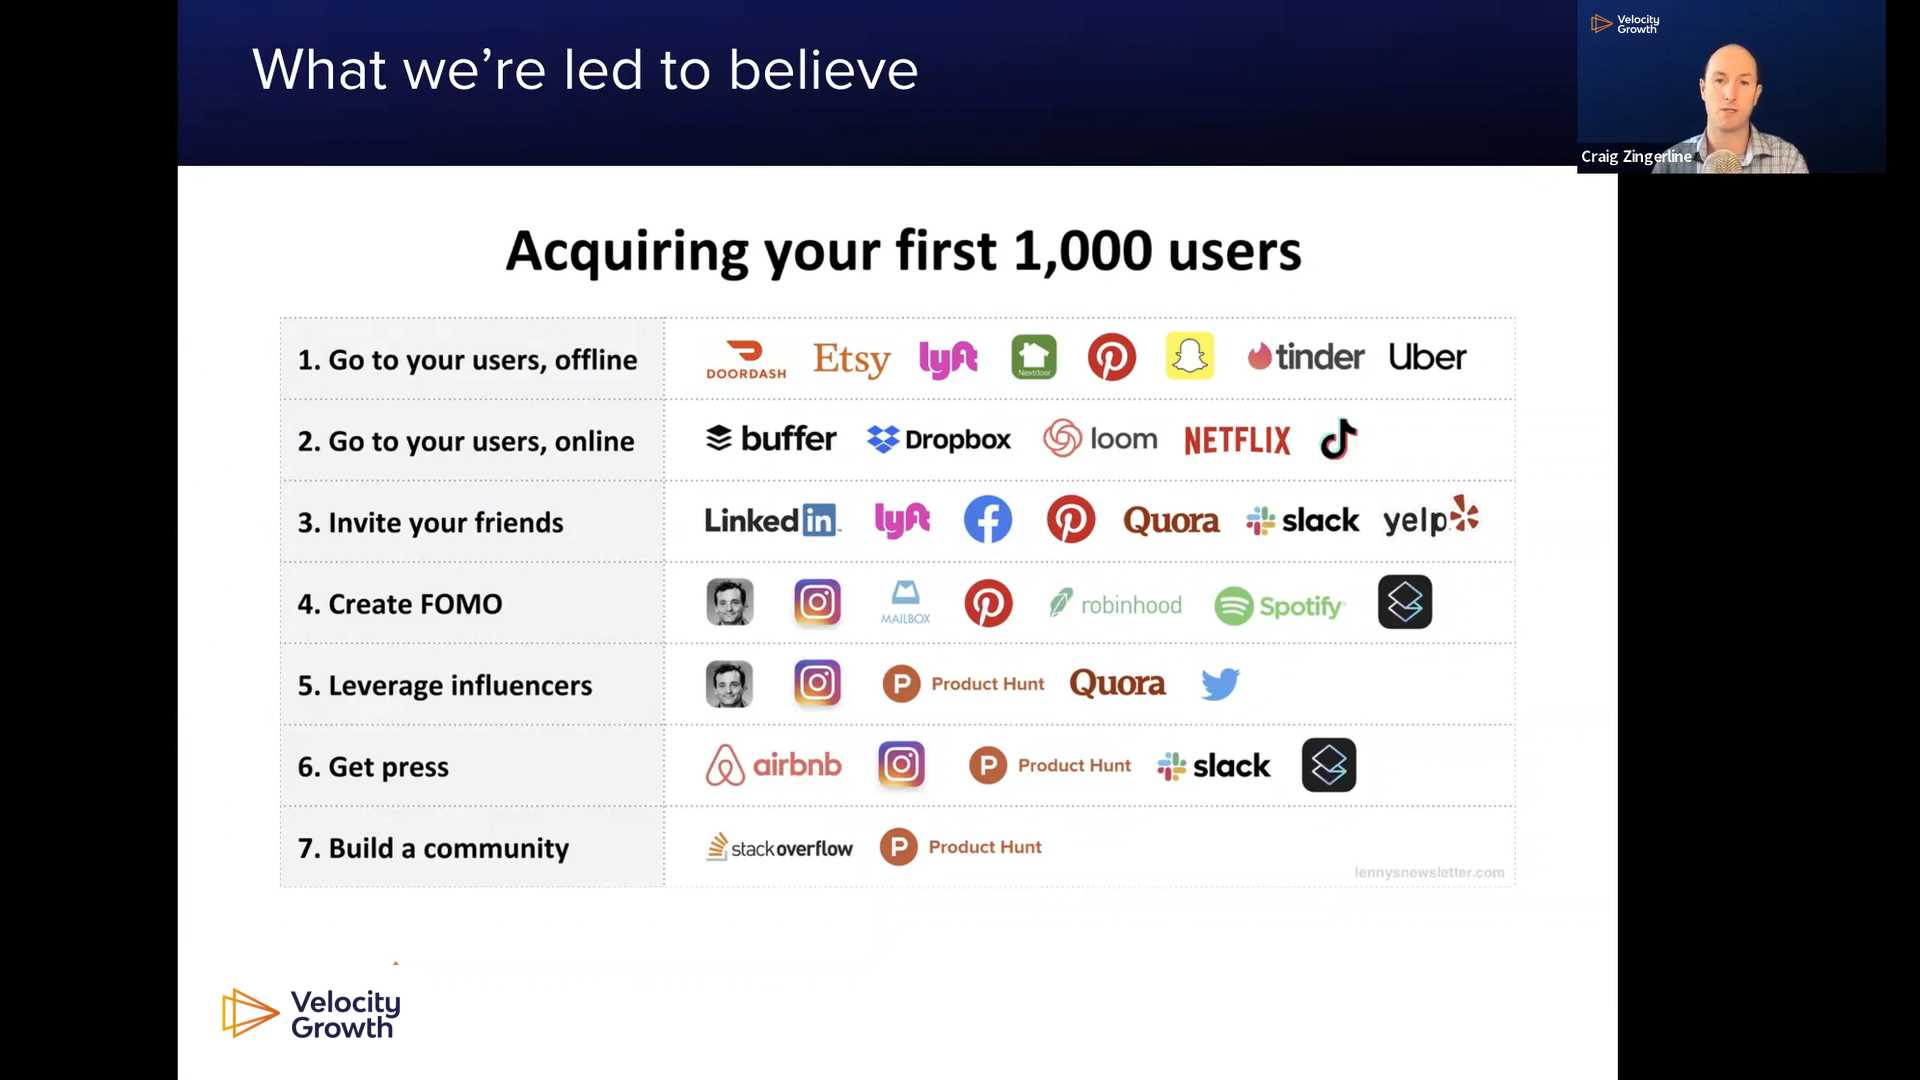 What we’re led to believe
Velocity
Growth
Craig Zingerline
Acquiring your first 1,000 users
1. Go to your users, offline
DOORDASH Etsy lyft Nextdoor tinder Uber
2. Go to your users, online
buffer Dropbox loom NETFLIX
3. Invite your friends
LinkedIn lyft Quora slack yelp
4. Create FOMO
MAILBOX robinhood Spotify
5. Leverage influencers
P Product Hunt Quora
6. Get press
airbnb P Product Hunt slack
7. Build a community
stackoverflow P Product Hunt
lennysnewsletter.com
Velocity
Growth